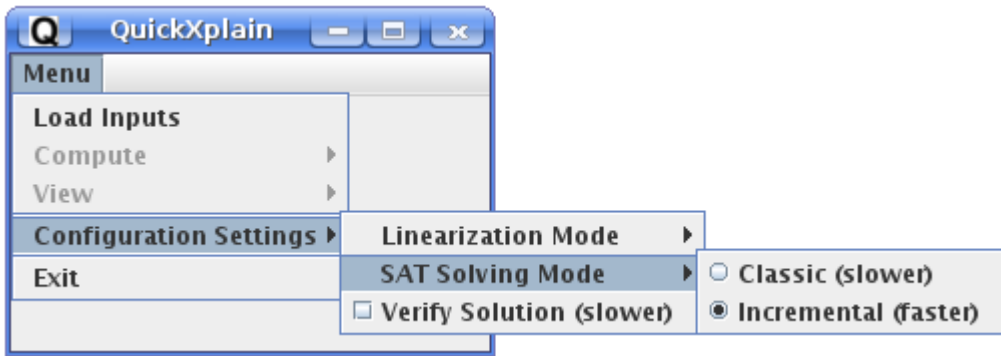 Q QuickXplain
Menu
Load Inputs
Compute
View
Configuration Settings
Exit
Linearization Mode
SAT Solving Mode
Verify Solution (slower)
Classic (slower)
Incremental (faster)